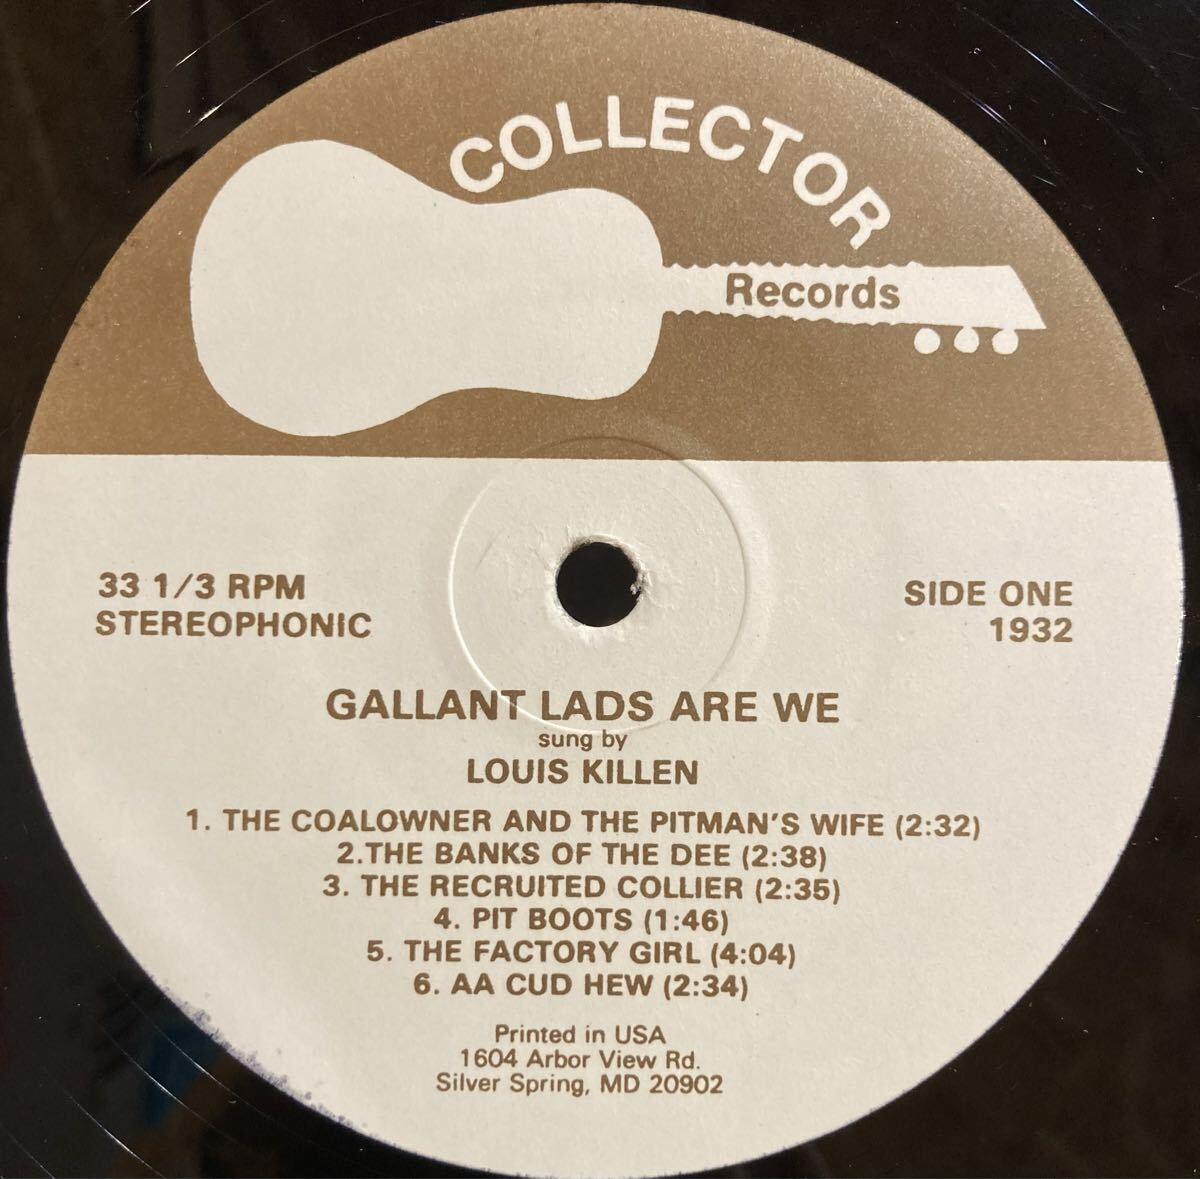 COLLECTOR
Records
33 1/3 RPM
STEREOPHONIC
SIDE ONE
1932
GALLANT LADS ARE WE
sung by
LOUIS KILLEN
1. THE COALOWNER AND THE PITMAN'S WIFE (2:32)
2.THE BANKS OF THE DEE (2:38)
3. THE RECRUITED COLLIER (2:35)
4. PIT BOOTS (1:46)
5. THE FACTORY GIRL (4:04)
6. AA CUD HEW (2:34)
Printed in USA
1604 Arbor View Rd.
Silver Spring, MD 20902